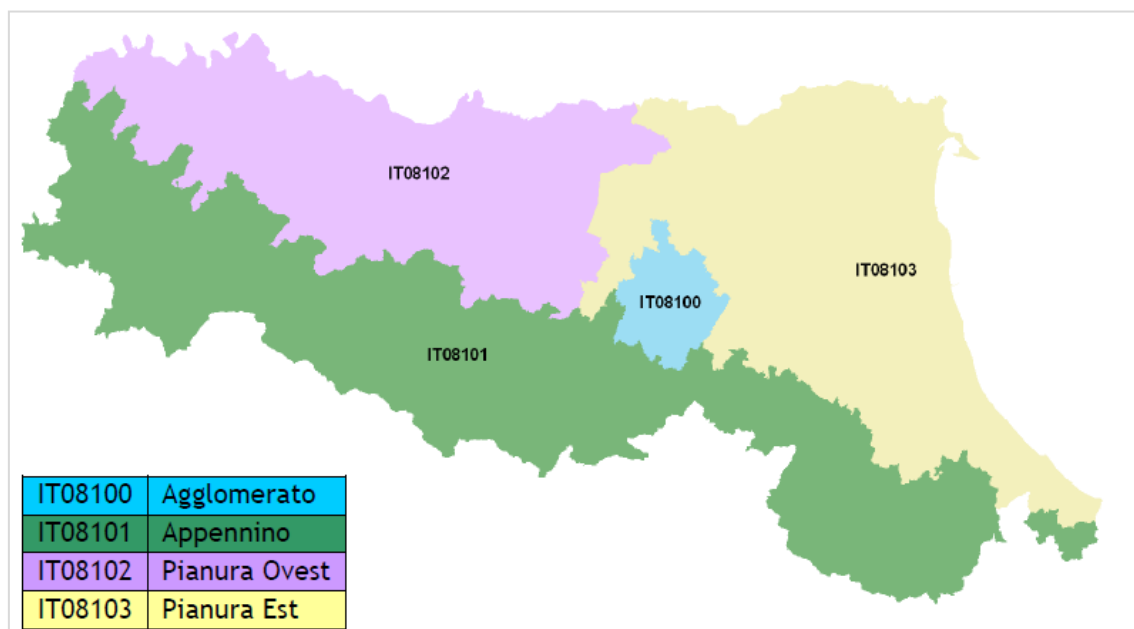 IT08102
IT08103
IT08100
IT08101
IT08100 Agglomerato
IT08101 Appennino
IT08102 Pianura Ovest
IT08103 Pianura Est